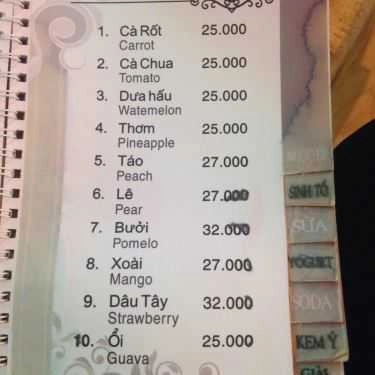 1. Cà Rốt 25.000
Carrot
2. Cà Chua 25.000
Tomato
3. Dưa hấu 25.000
Watemelon
4. Thơm 25.000
Pineapple
5. Táo 27.000
Peach
6. Lê 27.000
Pear
7. Bưởi 32.000
Pomelo
8. Xoài 27.000
Mango
9. Dâu Tây 32.000
Strawberry
10. Ổi 25.000
Guava
SINH TỐ
SỮA
YOGURT
SODA
KEM Ý